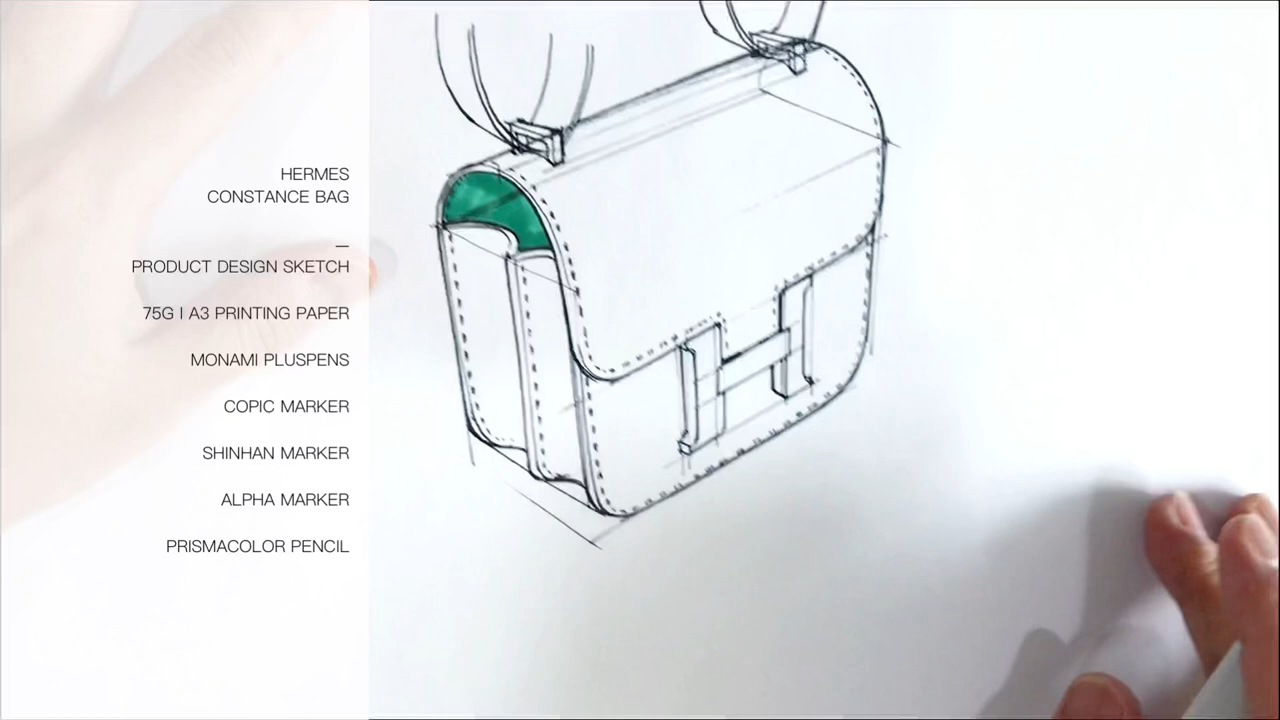 HERMES
CONSTANCE BAG
—
PRODUCT DESIGN SKETCH
75G I A3 PRINTING PAPER
MONAMI PLUSPENS
COPIC MARKER
SHINHAN MARKER
ALPHA MARKER
PRISMACOLOR PENCIL
H